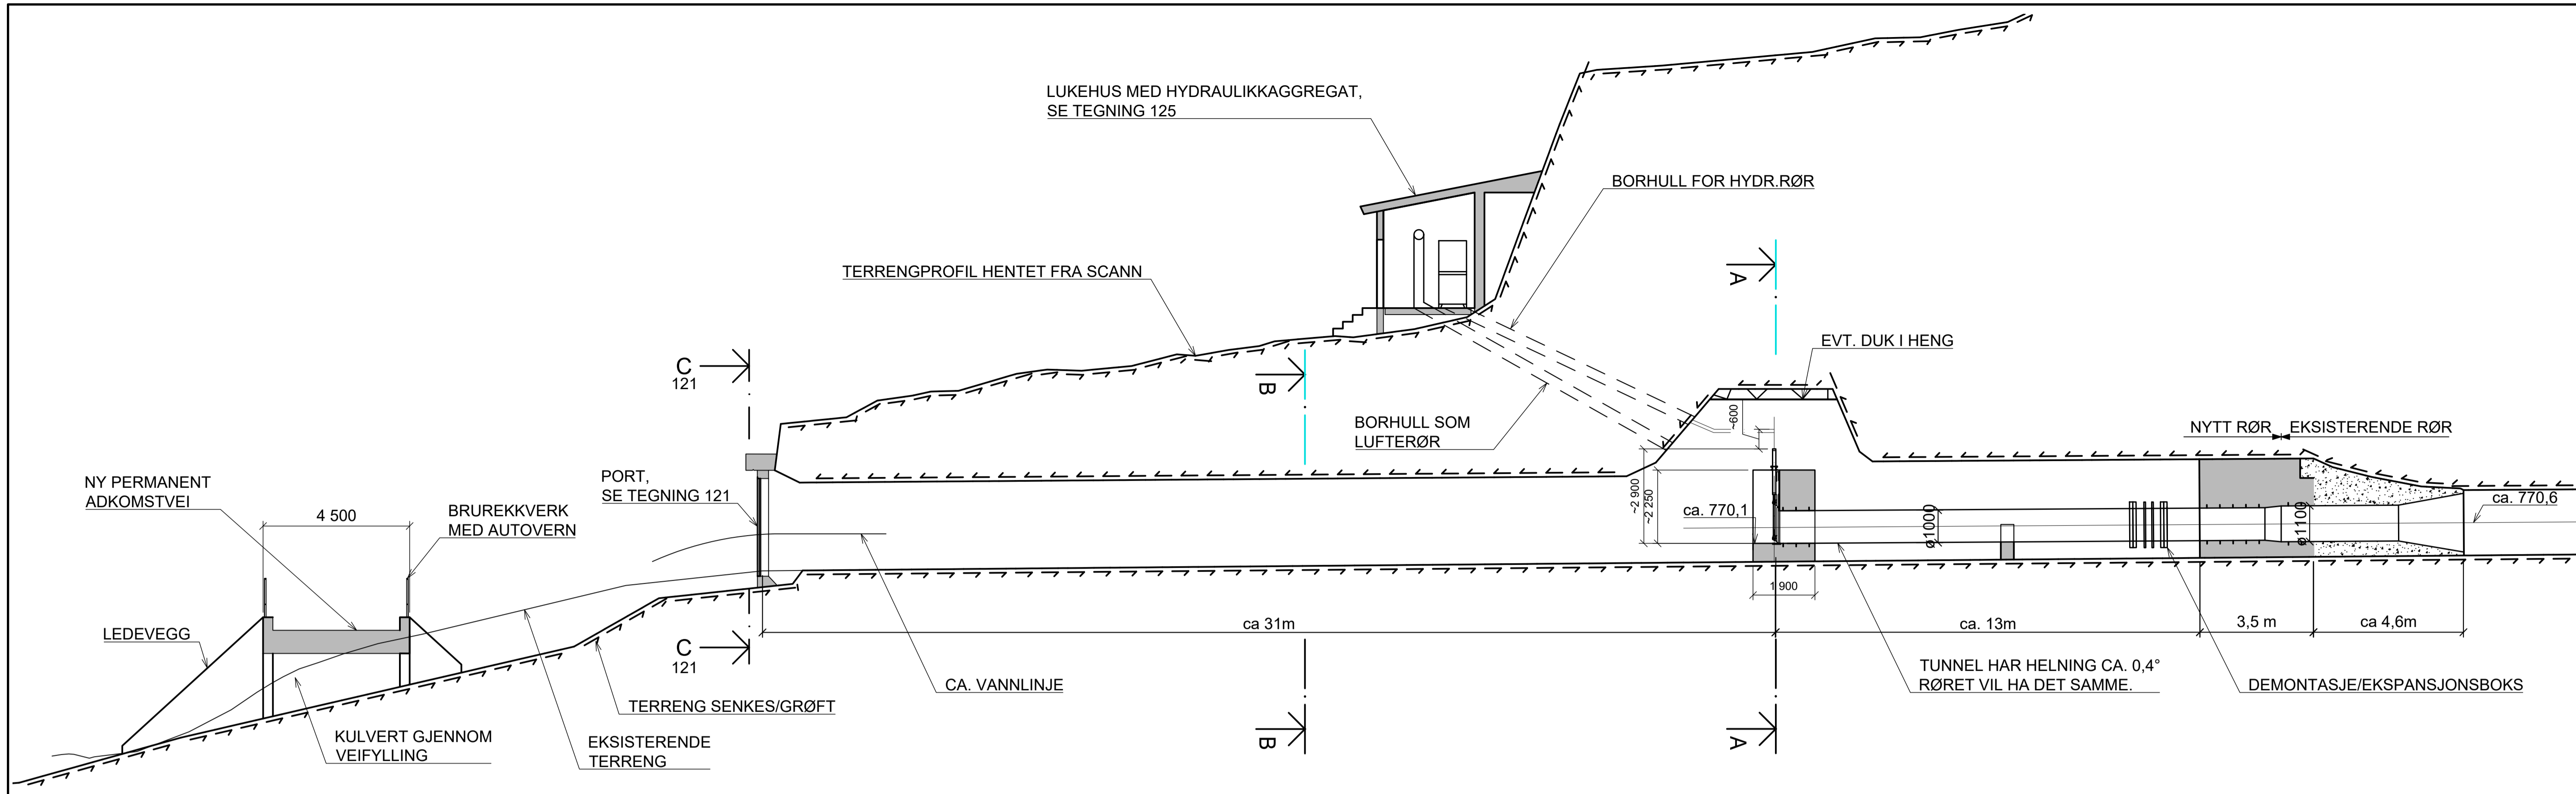 LUKEHUS MED HYDRAULIKKAGGREGAT,
SE TEGNING 125
BORHULL FOR HYDR.RØR
TERRENGPROFIL HENTET FRA SCANN
A
EVT. DUK I HENG
C
121
B
~600
BORHULL SOM
LUFTERØR
NYTT RØR
EKSISTERENDE RØR
PORT,
SE TEGNING 121
NY PERMANENT
ADKOMSTVEI
4 500
BRUREKKVERK
MED AUTOVERN
~2 900
~2 250
ca. 770,1
ø1000
ø1100
ca. 770,6
1 900
LEDEVEGG
ca 31m
ca. 13m
3,5 m
ca 4,6m
C
121
CA. VANNLINJE
TUNNEL HAR HELNING CA. 0,4°
RØRET VIL HA DET SAMME.
DEMONTASJE/EKSPANSJONSBOKS
TERRENG SENKES/GRØFT
KULVERT GJENNOM
VEIFYLLING
EKSISTERENDE
TERRENG
B
A